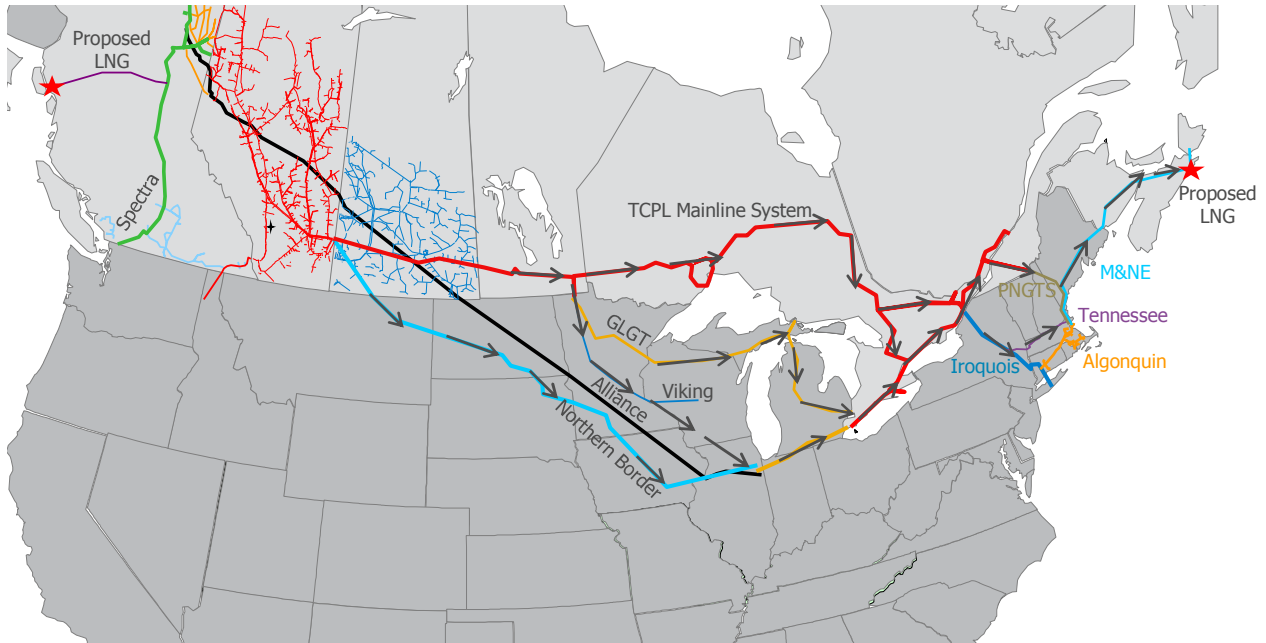 Proposed
LNG
Spectra
TCPL Mainline System
Proposed
LNG
M&NE
PNGTS
Tennessee
GLGT
Iroquois
Algonquin
Alliance
Viking
Northern Border